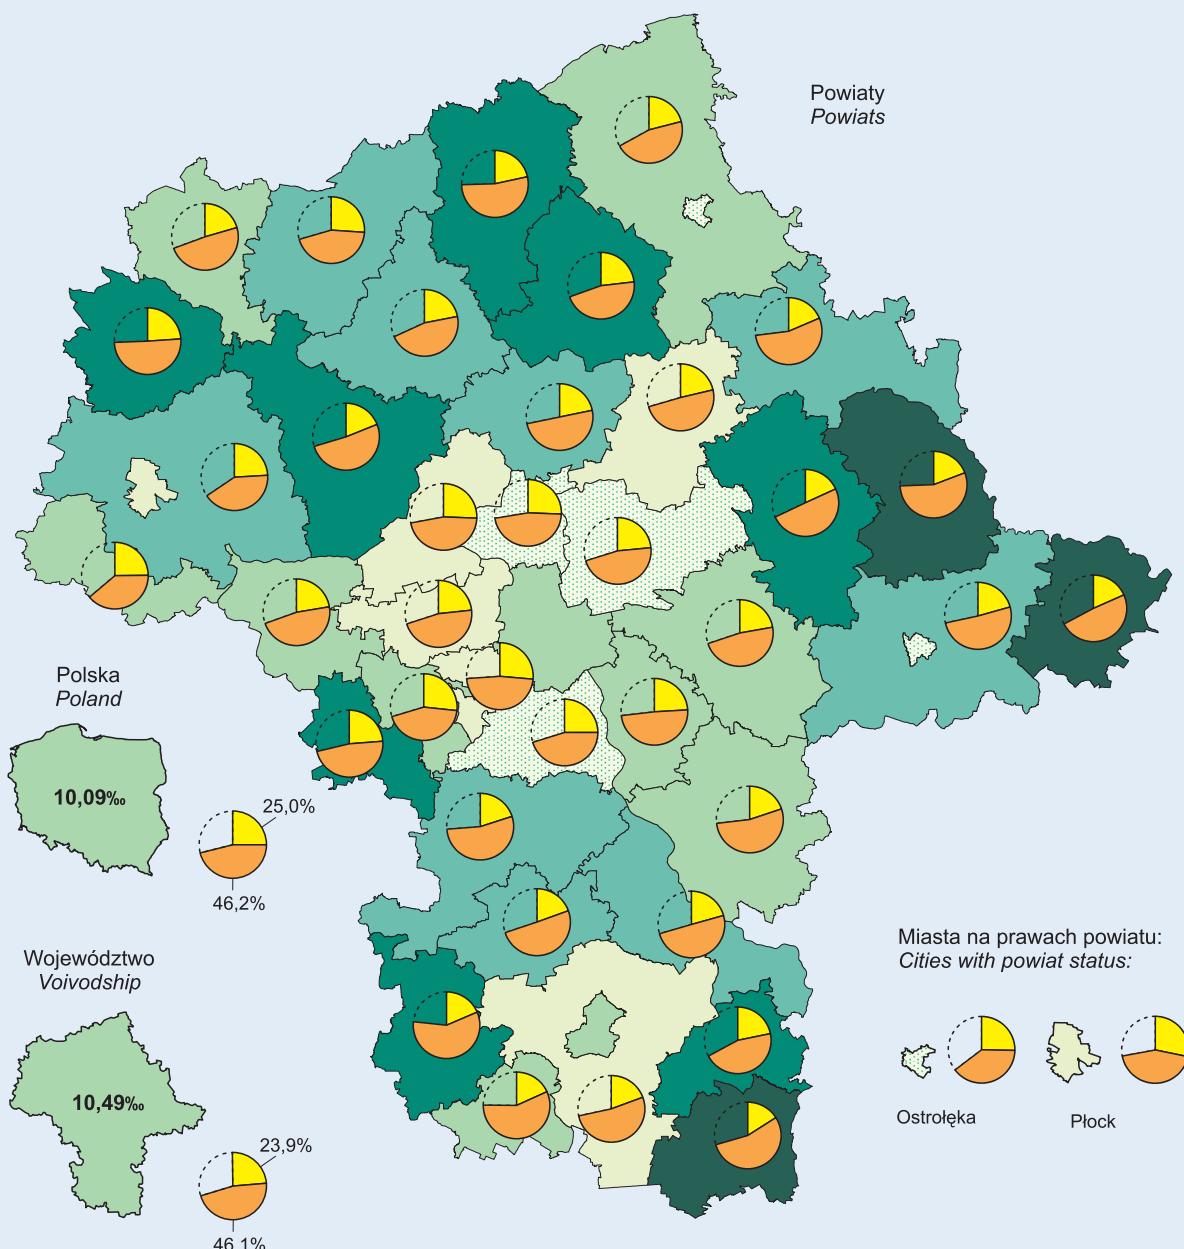 Powiaty
Powiats
Polska
Poland
10,09‰
25,0%
46,2%
Województwo
Voivodship
10,49‰
23,9%
46,1%
Miasta na prawach powiatu:
Cities with powiat status:
Ostrołęka
Płock